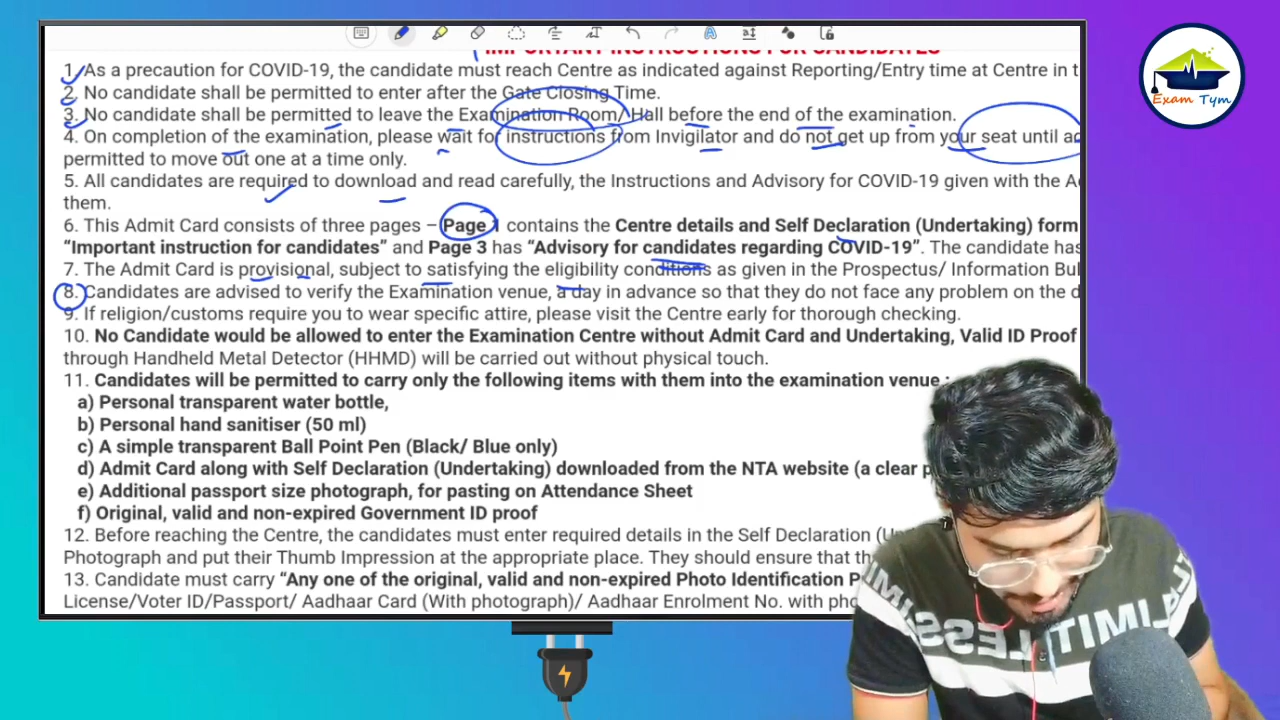 IMPORTANT INSTRUCTIONS FOR CANDIDATES
1. As a precaution for COVID-19, the candidate must reach Centre as indicated against Reporting/Entry time at Centre in t
2. No candidate shall be permitted to enter after the Gate Closing Time.
3. No candidate shall be permitted to leave the Examination Room/ Hall before the end of the examination.
4. On completion of the examination, please wait for instructions from Invigilator and do not get up from your seat until ad
permitted to move out one at a time only.
5. All candidates are required to download and read carefully, the Instructions and Advisory for COVID-19 given with the A
them.
6. This Admit Card consists of three pages – Page 1 contains the Centre details and Self Declaration (Undertaking) form
“Important instruction for candidates” and Page 3 has “Advisory for candidates regarding COVID-19”. The candidate has
7. The Admit Card is provisional, subject to satisfying the eligibility conditions as given in the Prospectus/ Information Bul
8. Candidates are advised to verify the Examination venue, a day in advance so that they do not face any problem on the d
9. If religion/customs require you to wear specific attire, please visit the Centre early for thorough checking.
10. No Candidate would be allowed to enter the Examination Centre without Admit Card and Undertaking, Valid ID Proof
through Handheld Metal Detector (HHMD) will be carried out without physical touch.
11. Candidates will be permitted to carry only the following items with them into the examination venue :
a) Personal transparent water bottle,
b) Personal hand sanitiser (50 ml)
c) A simple transparent Ball Point Pen (Black/ Blue only)
d) Admit Card along with Self Declaration (Undertaking) downloaded from the NTA website (a clear p
e) Additional passport size photograph, for pasting on Attendance Sheet
f) Original, valid and non-expired Government ID proof
12. Before reaching the Centre, the candidates must enter required details in the Self Declaration (Un
Photograph and put their Thumb Impression at the appropriate place. They should ensure that th
13. Candidate must carry “Any one of the original, valid and non-expired Photo Identification P
License/Voter ID/Passport/ Aadhaar Card (With photograph)/ Aadhaar Enrolment No. with pho
Exam Tym
LIMITLESS